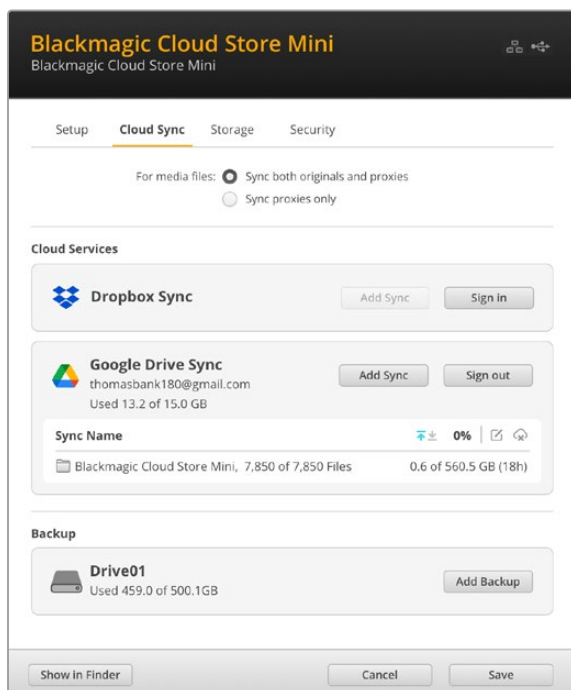 Blackmagic Cloud Store Mini
Blackmagic Cloud Store Mini
Setup Cloud Sync Storage Security
For media files: Sync both originals and proxies
Sync proxies only
Cloud Services
Dropbox Sync Add Sync Sign in
Google Drive Sync
thomasbank180@gmail.com
Used 13.2 of 15.0 GB
Add Sync Sign out
Sync Name 0%
Blackmagic Cloud Store Mini, 7,850 of 7,850 Files 0.6 of 560.5 GB (18h)
Backup
Drive01
Used 459.0 of 500.1GB
Add Backup
Show in Finder Cancel Save